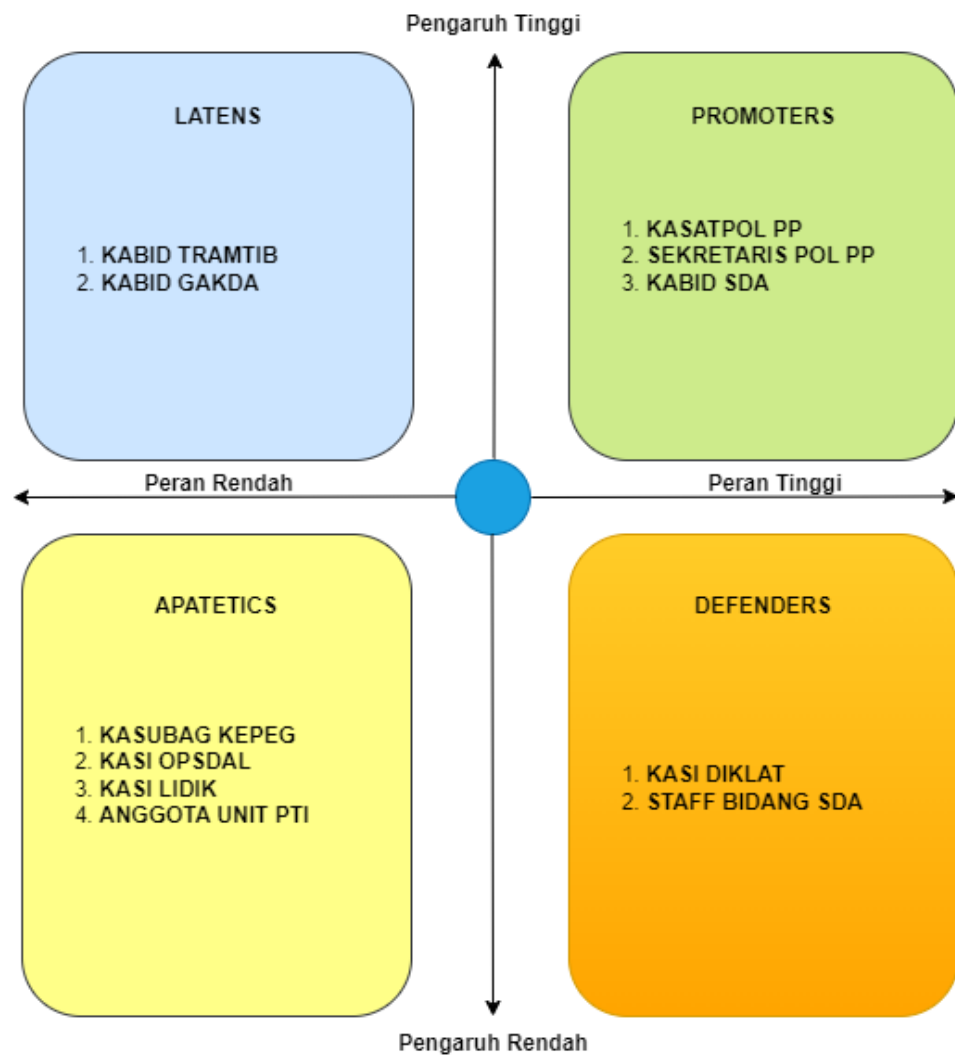 Pengaruh Tinggi
LATENS
1. KABID TRAMTIB
2. KABID GAKDA
PROMOTERS
1. KASATPOL PP
2. SEKRETARIS POL PP
3. KABID SDA
Peran Rendah
Peran Tinggi
APATETICS
1. KASUBAG KEPEG
2. KASI OPSDAL
3. KASI LIDIK
4. ANGGOTA UNIT PTI
DEFENDERS
1. KASI DIKLAT
2. STAFF BIDANG SDA
Pengaruh Rendah